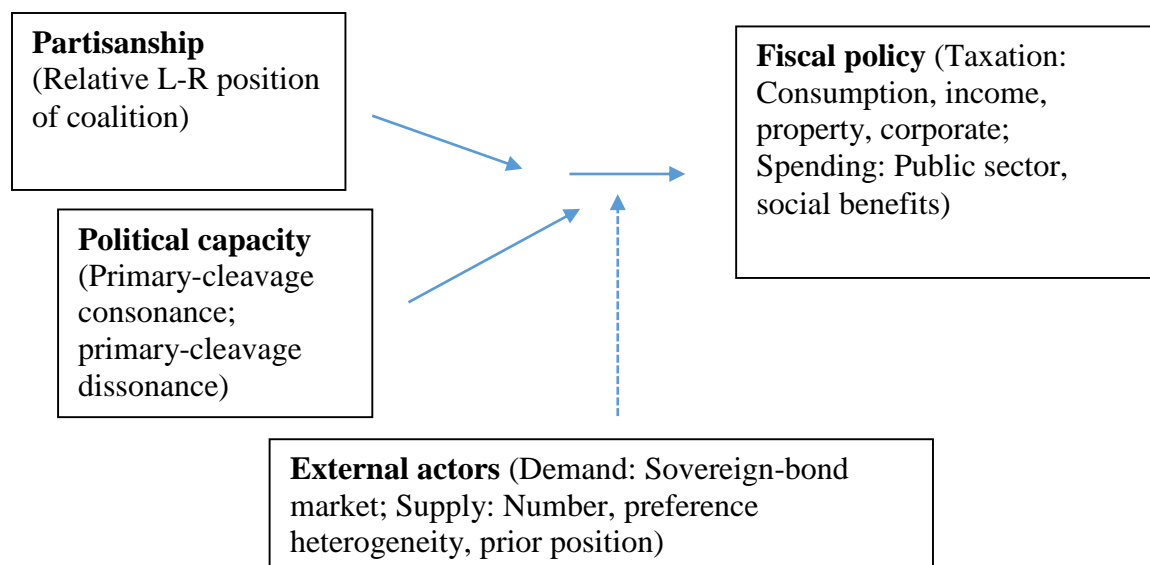 Partisanship
(Relative L-R position
of coalition)
Fiscal policy (Taxation:
Consumption, income,
property, corporate;
Spending: Public sector,
social benefits)
Political capacity
(Primary-cleavage
consonance;
primary-cleavage
dissonance)
External actors (Demand: Sovereign-bond
market; Supply: Number, preference
heterogeneity, prior position)